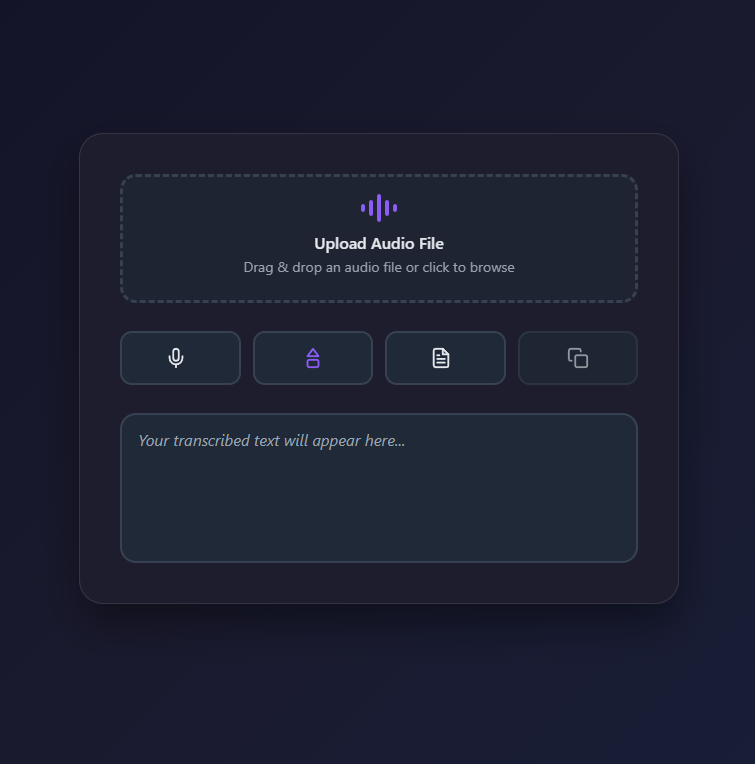 Upload Audio File
Drag & drop an audio file or click to browse
Your transcribed text will appear here...